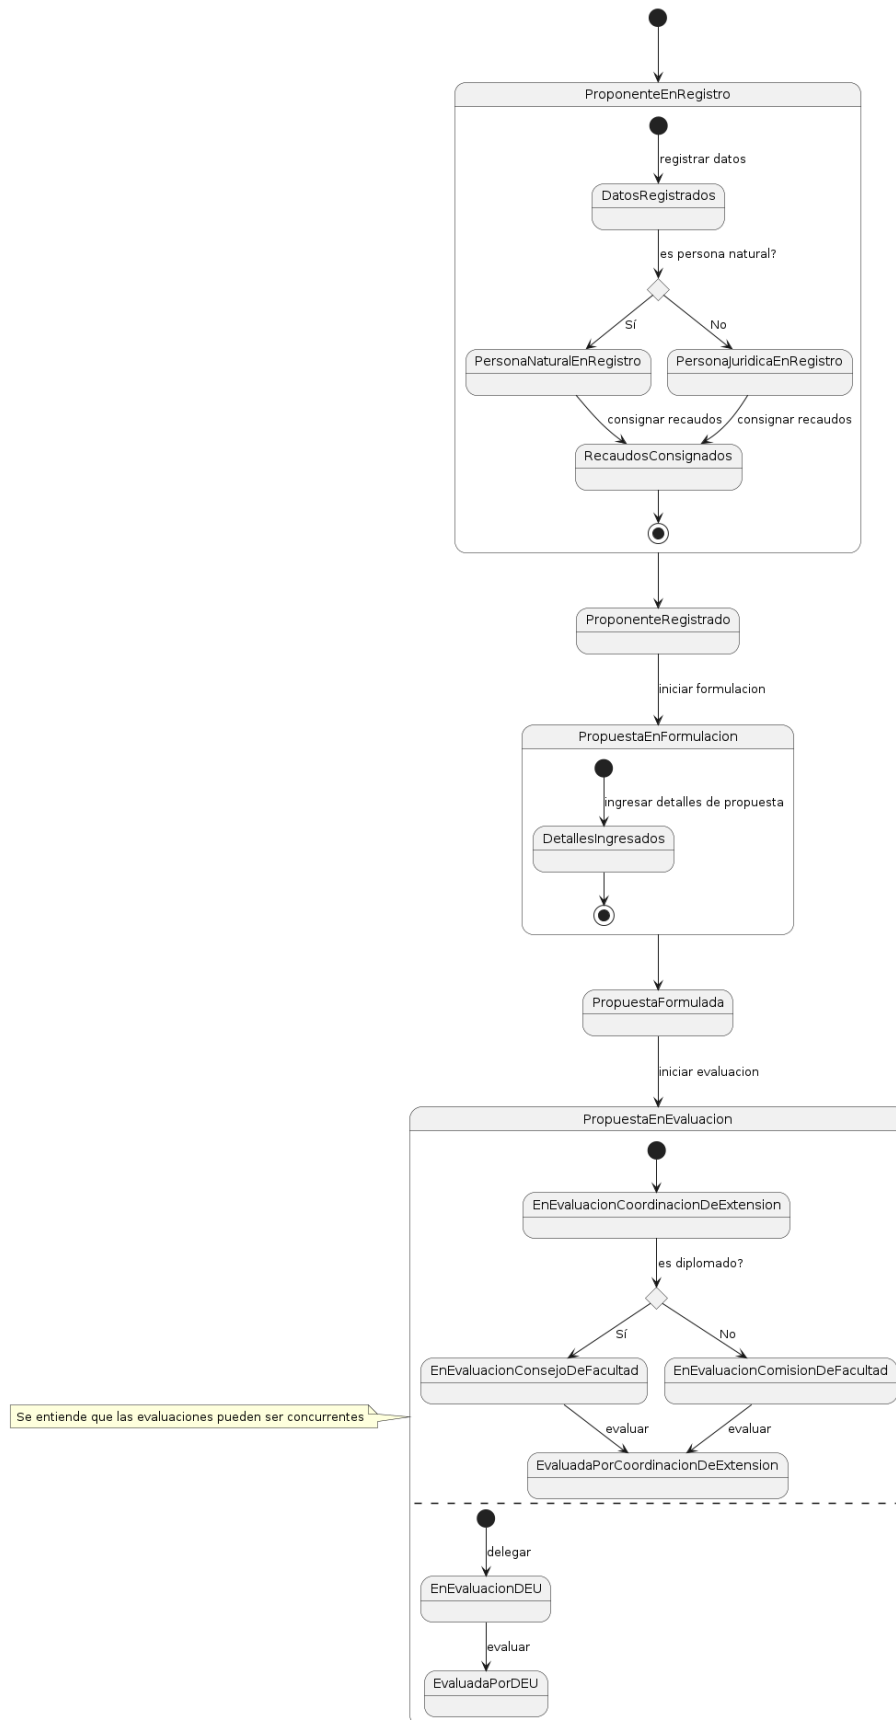 ProponenteEnRegistro
registrar datos
DatosRegistrados
es persona natural?
Sí
No
PersonaNaturalEnRegistro
PersonaJuridicaEnRegistro
consignar recaudos
consignar recaudos
RecaudosConsignados
ProponenteRegistrado
iniciar formulacion
PropuestaEnFormulacion
ingresar detalles de propuesta
DetallesIngresados
PropuestaFormulada
iniciar evaluacion
PropuestaEnEvaluacion
EnEvaluacionCoordinacionDeExtension
es diplomado?
Sí
No
EnEvaluacionConsejoDeFacultad
EnEvaluacionComisionDeFacultad
Se entiende que las evaluaciones pueden ser concurrentes
evaluar
evaluar
EvaluadaPorCoordinacionDeExtension
delegar
EnEvaluacionDEU
evaluar
EvaluadaPorDEU